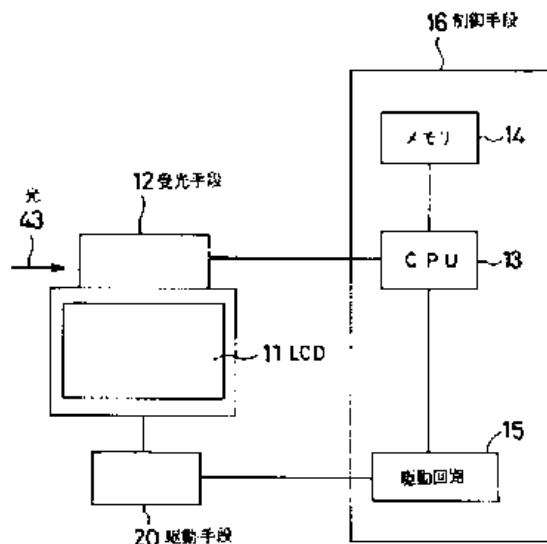 16 制御手段
メモリ
14
12 受光手段
光
43
CPU
13
11 LCD
15
駆動回路
20 駆動手段